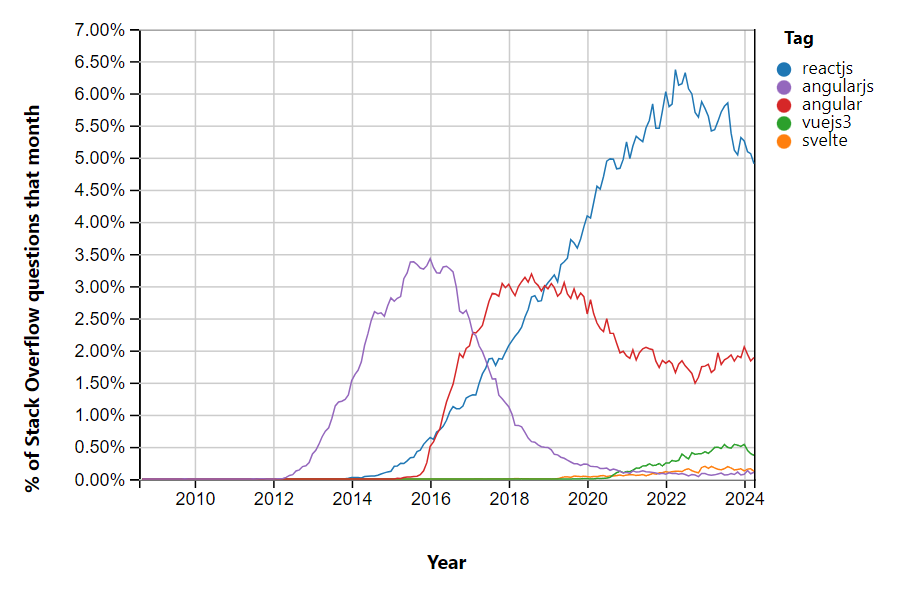 7.00%
6.50%
6.00%
5.50%
5.00%
4.50%
4.00%
3.50%
3.00%
2.50%
2.00%
1.50%
1.00%
0.50%
0.00%
% of Stack Overflow questions that month
2010 2012 2014 2016 2018 2020 2022 2024
Year
Tag
reactjs
angularjs
angular
vuejs3
svelte